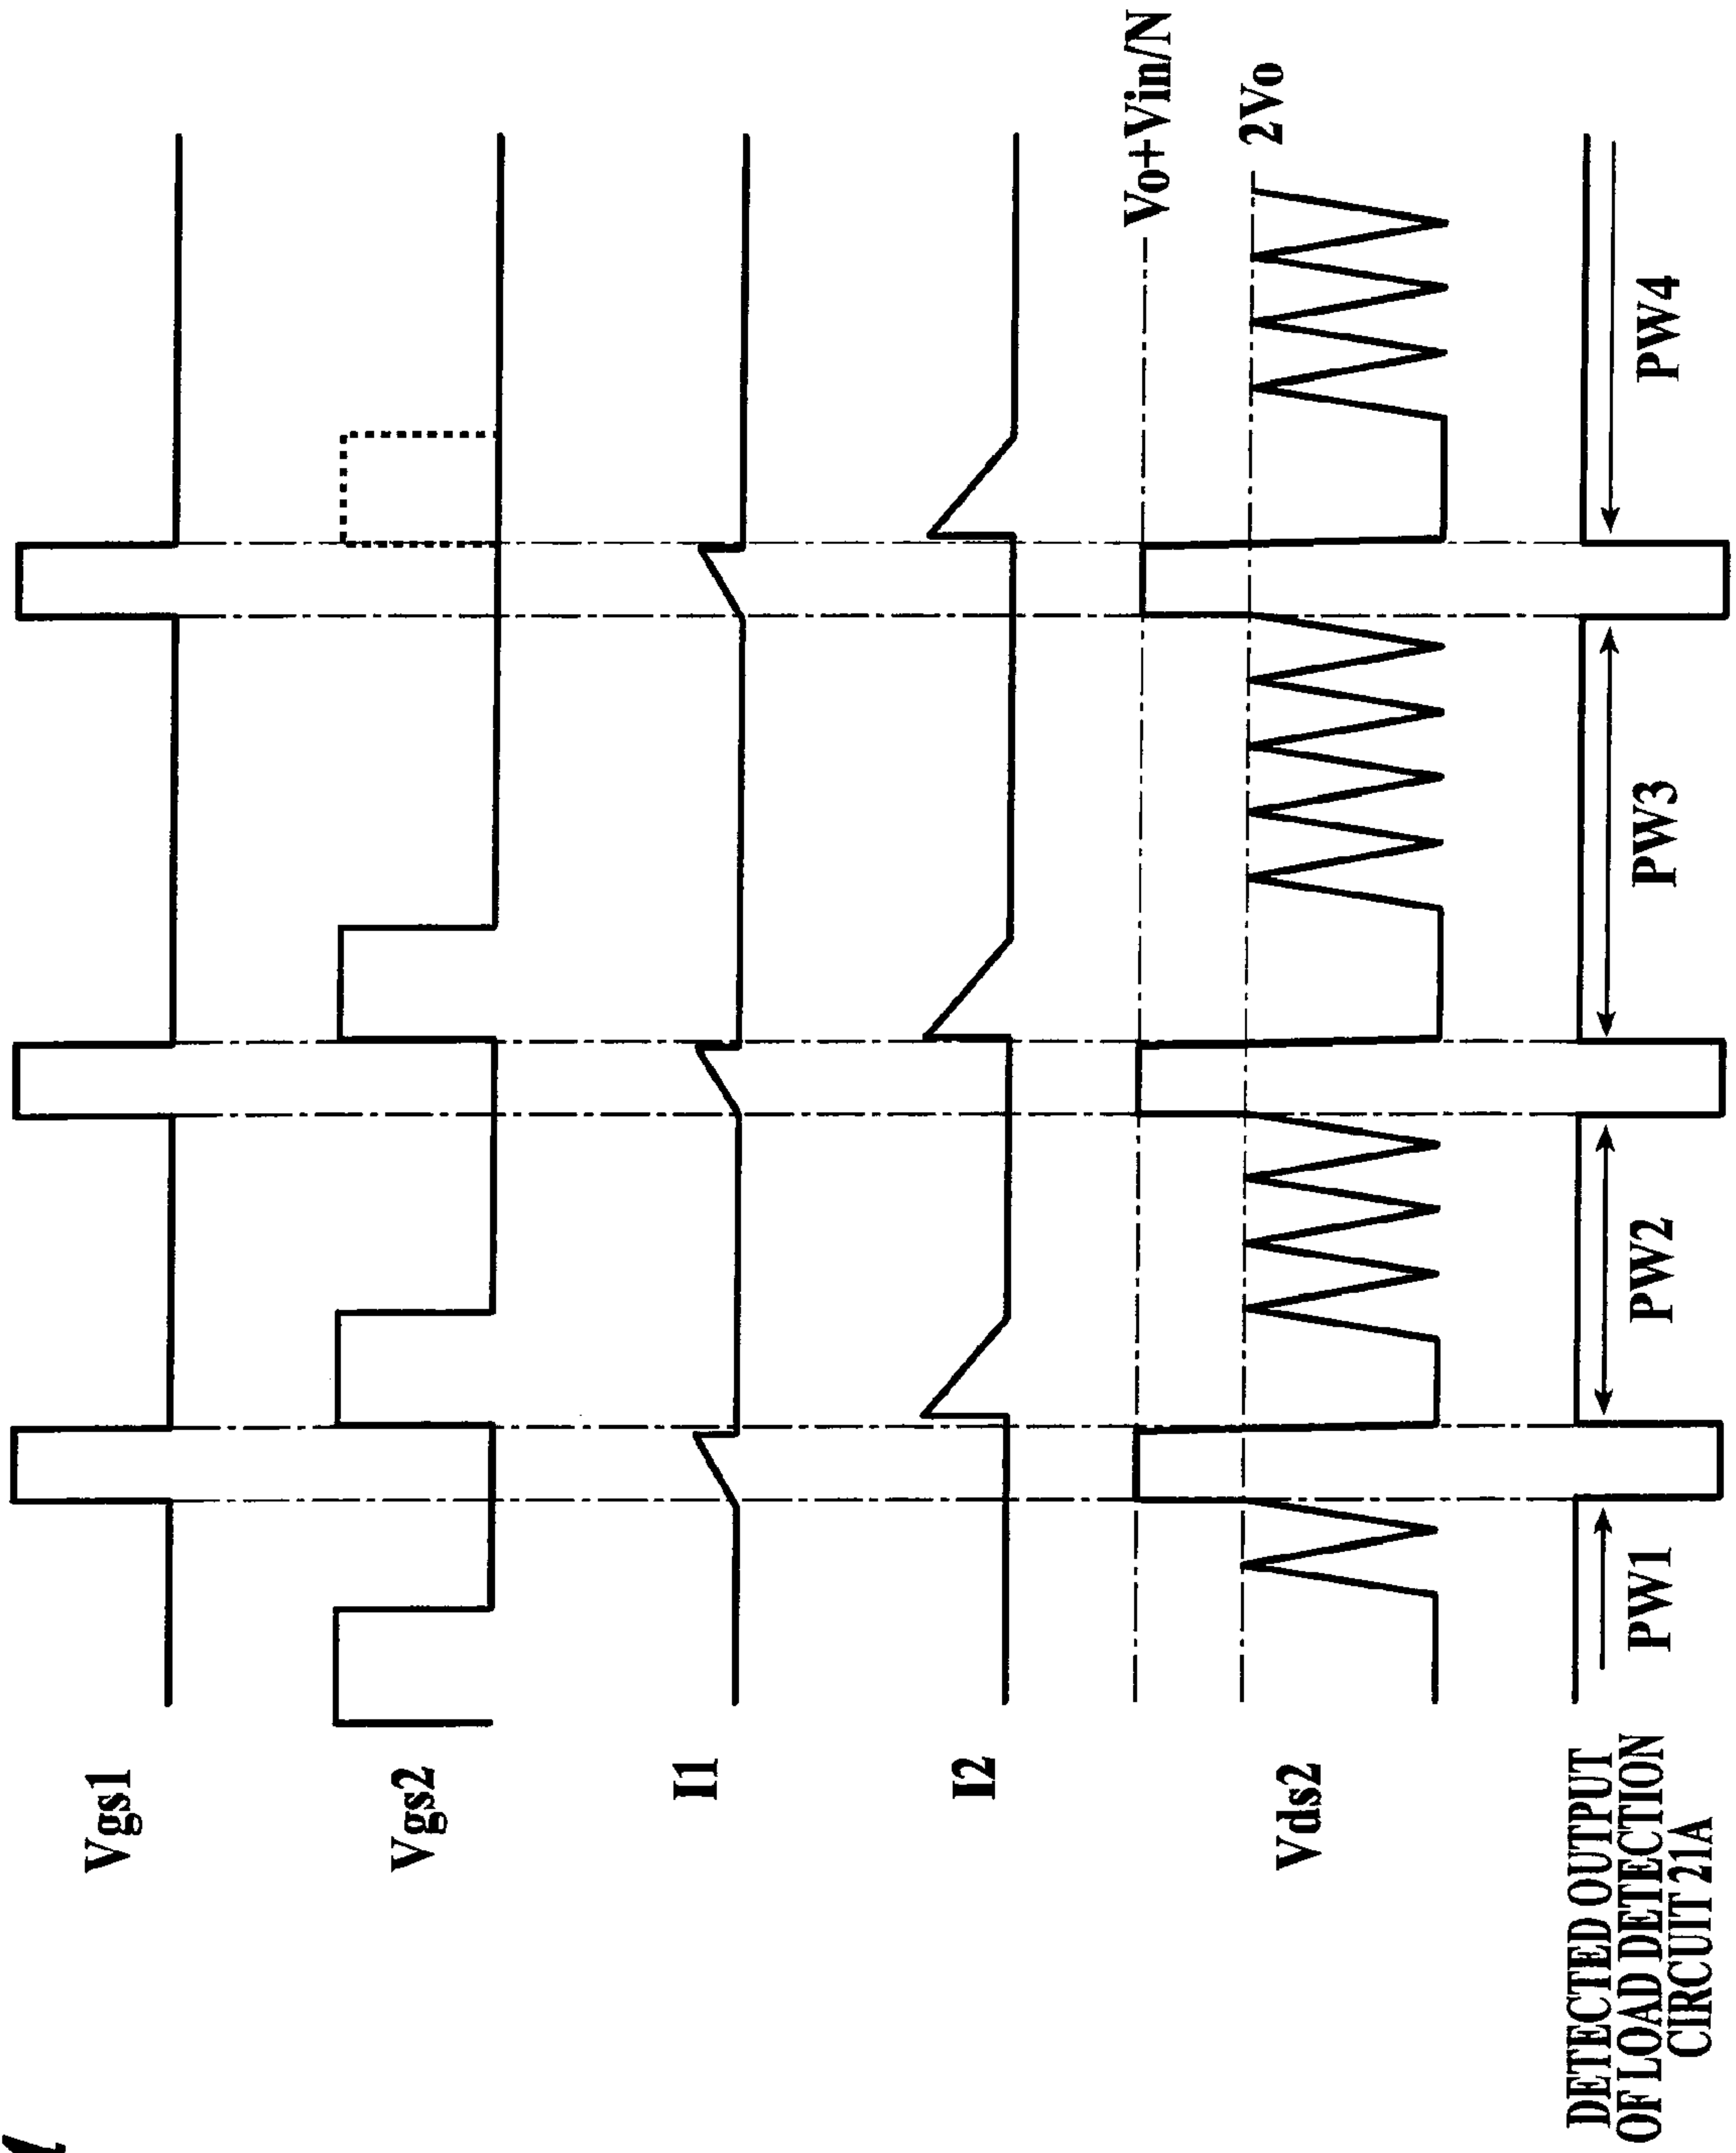 Vgs1
Vgs2
I1
I2
Vds2
Vo+Vin/N
2Vo
DETECTED OUTPUT
OF LOAD DETECTION
CIRCUIT 21A
PW1
PW2
PW3
PW4